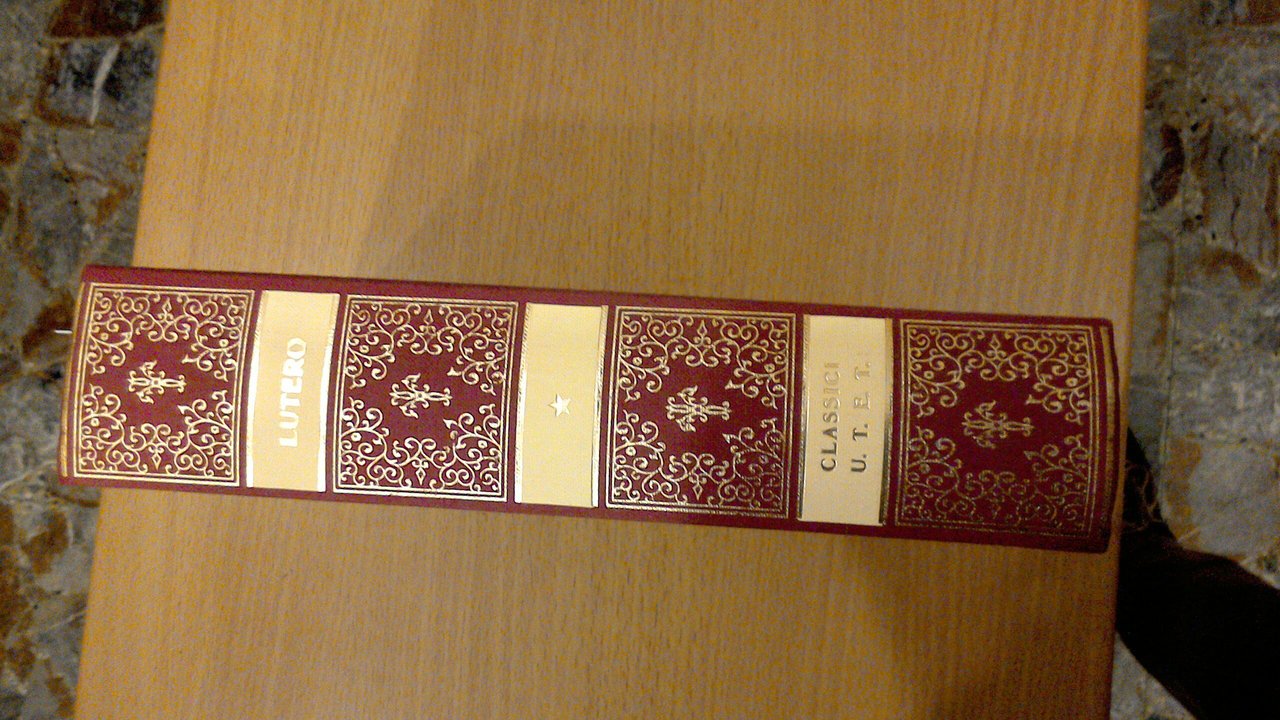 LUTERO
CLASSICI
U. T. E. T.